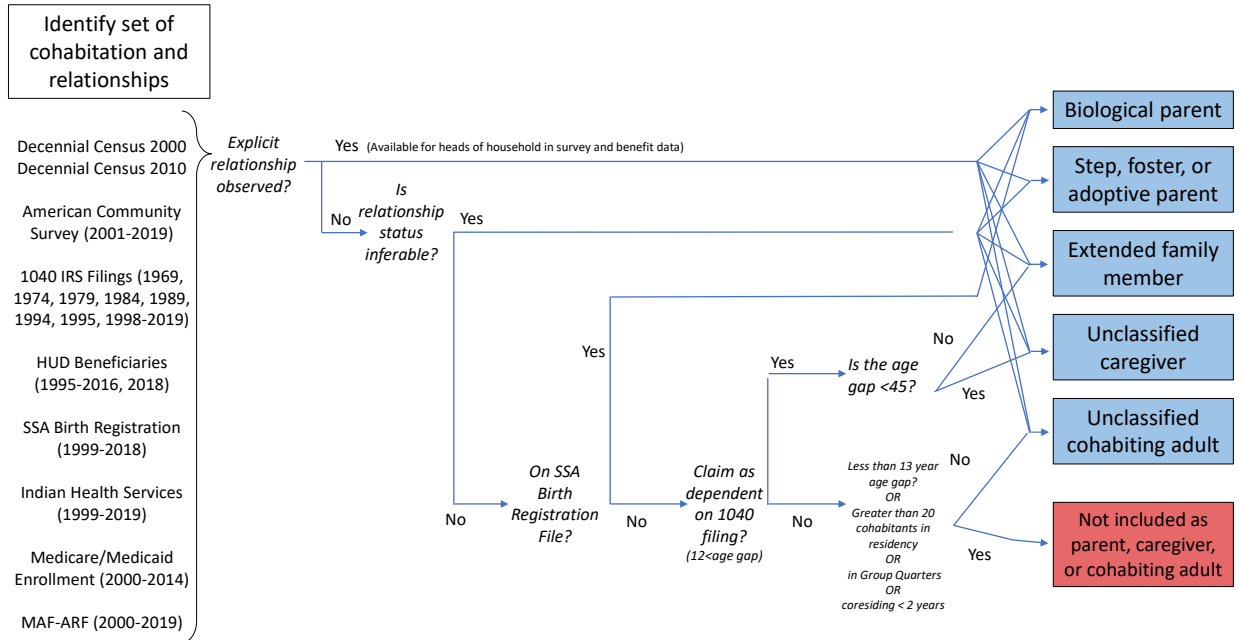 Identify set of
cohabitation and
relationships
Decennial Census 2000
Decennial Census 2010
American Community
Survey (2001-2019)
1040 IRS Filings (1969,
1974, 1979, 1984, 1989,
1994, 1995, 1998-2019)
HUD Beneficiaries
(1995-2016, 2018)
SSA Birth Registration
(1999-2018)
Indian Health Services
(1999-2019)
Medicare/Medicaid
Enrollment (2000-2014)
MAF-ARF (2000-2019)
Explicit
relationship
observed?
Yes (Available for heads of household in survey and benefit data)
No
Is
relationship
status
inferable?
Yes
No
On SSA
Birth
Registration
File?
Yes
No
Claim as
dependent
on 1040
filing?
(12<age gap)
Yes
No
Is the age
gap <45?
No
Yes
Less than 13 year
age gap?
OR
Greater than 20
cohabitants in
residency
OR
in Group Quarters
OR
coresiding < 2 years
No
Yes
Biological parent
Step, foster, or
adoptive parent
Extended family
member
Unclassified
caregiver
Unclassified
cohabiting adult
Not included as
parent, caregiver,
or cohabiting adult